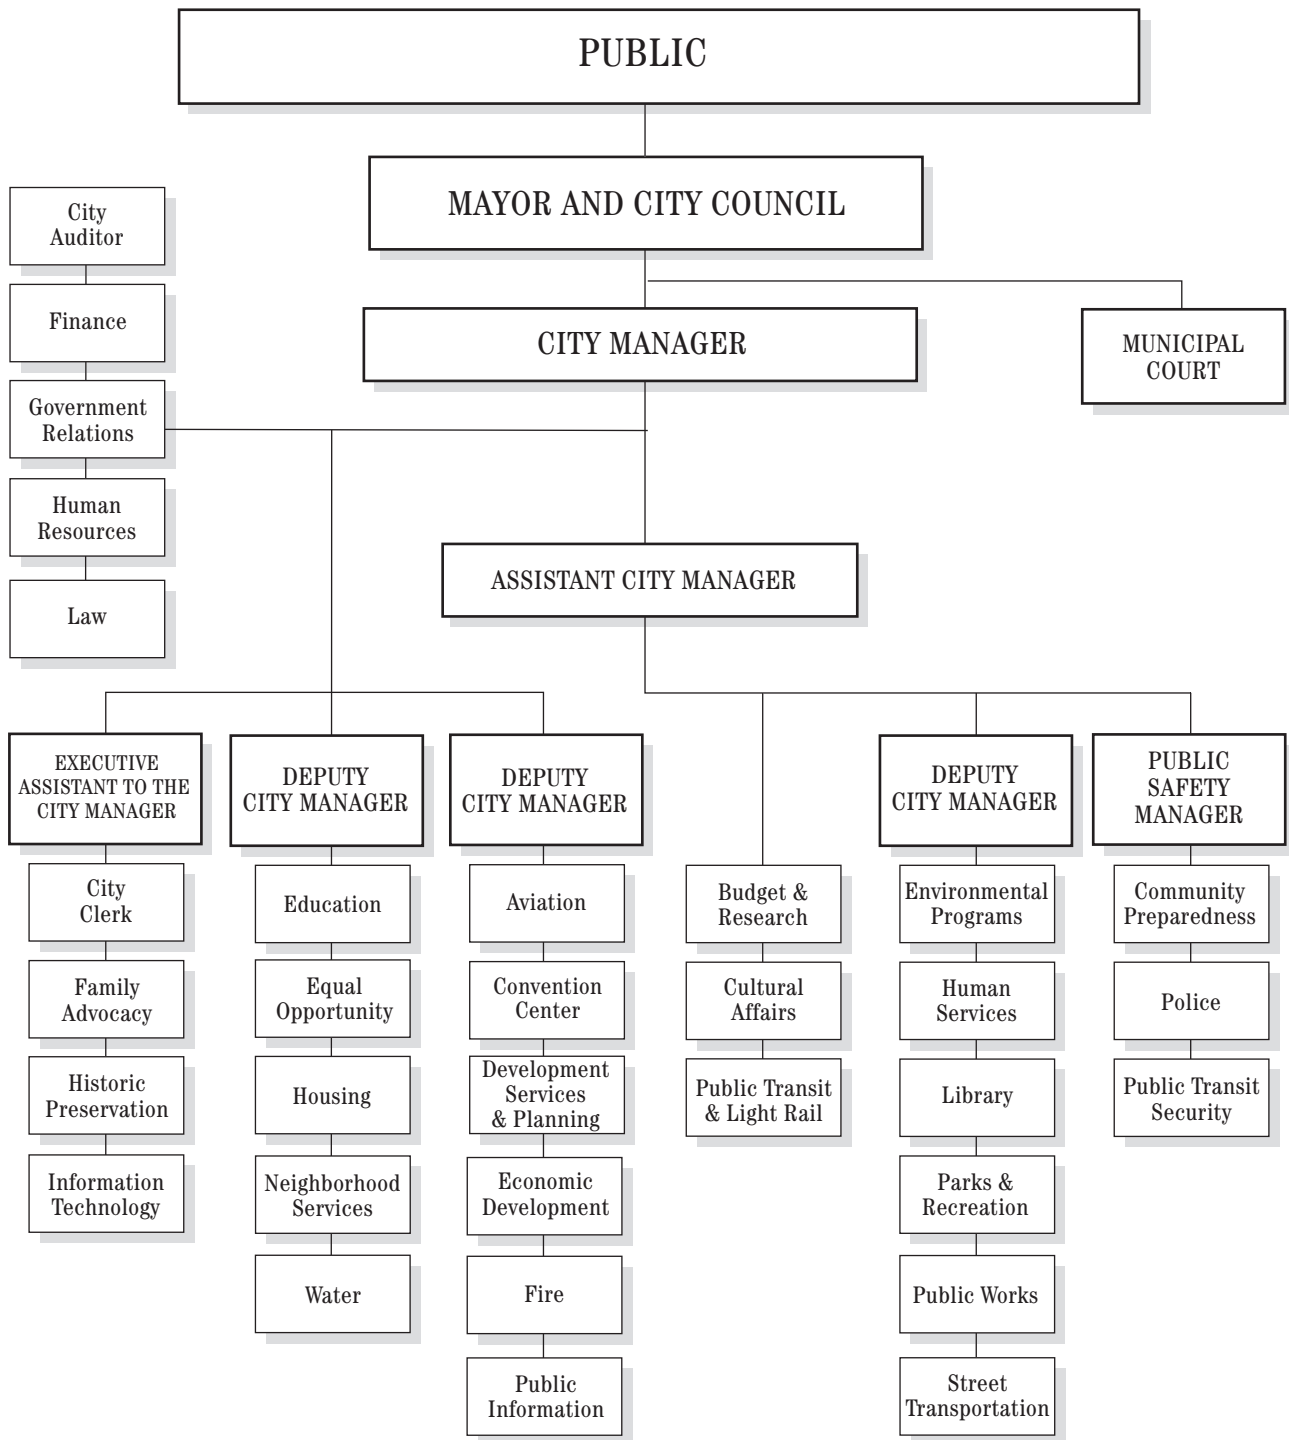 PUBLIC
MAYOR AND CITY COUNCIL
City
Auditor
Finance
Government
Relations
Human
Resources
Law
CITY MANAGER
MUNICIPAL
COURT
ASSISTANT CITY MANAGER
EXECUTIVE
ASSISTANT TO THE
CITY MANAGER
City
Clerk
Family
Advocacy
Historic
Preservation
Information
Technology
DEPUTY
CITY MANAGER
Education
Equal
Opportunity
Housing
Neighborhood
Services
Water
DEPUTY
CITY MANAGER
Aviation
Convention
Center
Development
Services
& Planning
Economic
Development
Fire
Public
Information
Budget &
Research
Cultural
Affairs
Public Transit
& Light Rail
DEPUTY
CITY MANAGER
Environmental
Programs
Human
Services
Library
Parks &
Recreation
Public Works
Street
Transportation
PUBLIC
SAFETY
MANAGER
Community
Preparedness
Police
Public Transit
Security